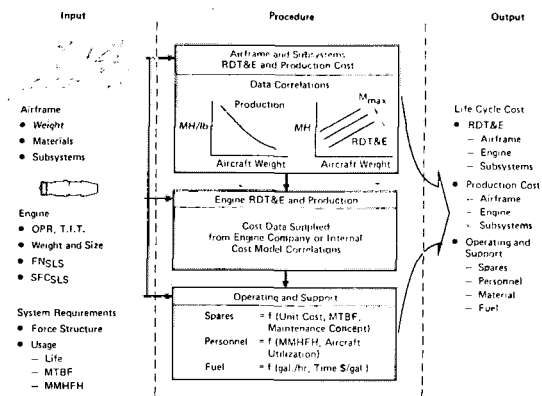 Input
Procedure
Output
Airframe and Subsystems
RDT&E and Production Cost
Data Correlations
Production
MH/lb
Aircraft Weight
Mmax
MH
RDT&E
Aircraft Weight
Engine RDT&E and Production
Cost Data Supplied
from Engine Company or Internal
Cost Model Correlations
Operating and Support
Spares = f (Unit Cost, MTBF,
Maintenance Concept)
Personnel = f (MMHFH, Aircraft
Utilization)
Fuel = f (gal./hr, Time $/gal.)
Airframe
● Weight
● Materials
● Subsystems
Engine
● OPR, T.I.T.
● Weight and Size
● FNSLS
● SFCSLS
System Requirements
● Force Structure
● Usage
– Life
– MTBF
– MMHFH
Life Cycle Cost
● RDT&E
– Airframe
– Engine
– Subsystems
● Production Cost
– Airframe
– Engine
– Subsystems
● Operating and
Support
– Spares
– Personnel
– Material
– Fuel